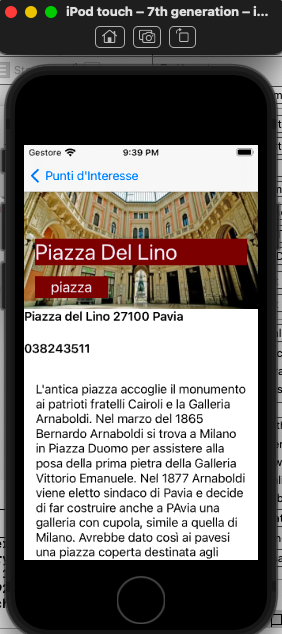 iPod touch – 7th generation – i...
Gestore
9:39 PM
Punti d'Interesse
Piazza Del Lino
piazza
Piazza del Lino 27100 Pavia
038243511
L'antica piazza accoglie il monumento
ai patrioti fratelli Cairoli e la Galleria
Arnaboldi. Nel marzo del 1865
Bernardo Arnaboldi si trova a Milano
in Piazza Duomo per assistere alla
posa della prima pietra della Galleria
Vittorio Emanuele. Nel 1877 Arnaboldi
viene eletto sindaco di Pavia e decide
di far costruire anche a PAvia una
galleria con cupola, simile a quella di
Milano. Avrebbe dato così ai pavesi
una piazza coperta destinata agli